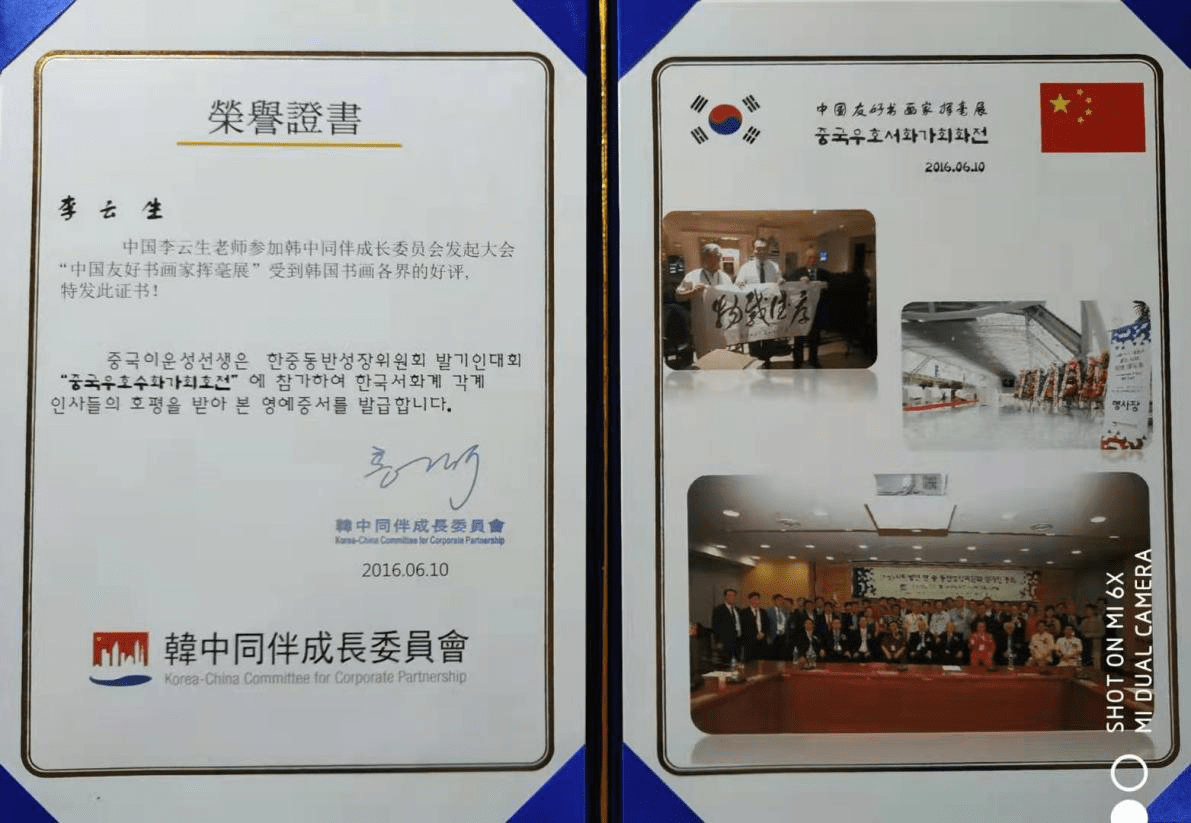 榮譽證書
李云生
中国李云生老师参加韩中同伴成长委员会发起大会
“中国友好书画家挥毫展”受到韩国书画各界的好评,
特发此证书！
중국이운성선생은 한중동반성장위원회 발기인대회
“중국우호수화가회호전” 에 참가하여 한국서화계 각계
인사들의 호평을 받아 본 영예증서를 발급합니다.
韓中同伴成長委員會
Korea-China Committee for Corporate Partnership
2016.06.10
韓中同伴成長委員會
Korea-China Committee for Corporate Partnership
中国友好书画家挥毫展
중국우호서화가회화전
2016.06.10
厚德載物
행사장
SHOT ON MI 6X
MI DUAL CAMERA